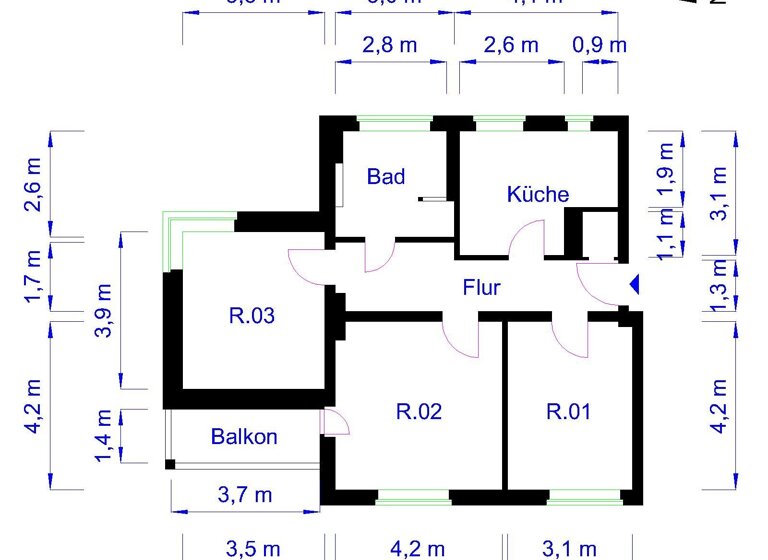 2,8 m
2,6 m
0,9 m
2,6 m
Bad
Küche
1,9 m
3,1 m
1,1 m
1,7 m
Flur
1,3 m
3,9 m
R.03
4,2 m
R.02
R.01
4,2 m
1,4 m
Balkon
3,7 m
3,5 m
4,2 m
3,1 m